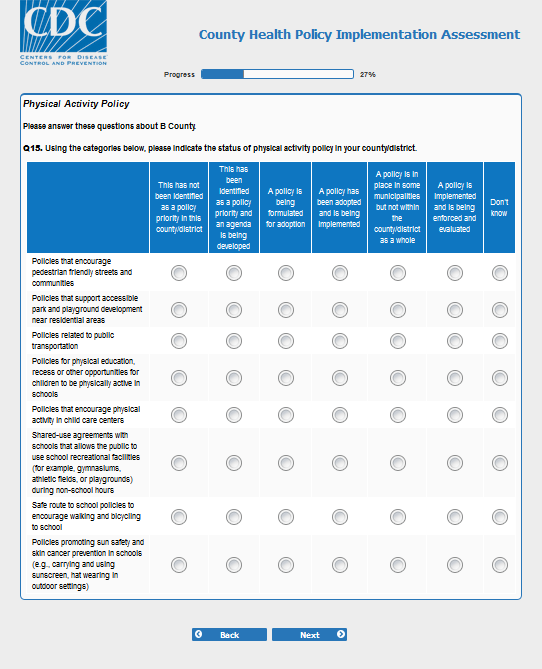 CDC
CENTERS FOR DISEASE
CONTROL AND PREVENTION
County Health Policy Implementation Assessment
Progress 27%
Physical Activity Policy
Please answer these questions about B County.
Q15. Using the categories below, please indicate the status of physical activity policy in your county/district.
This has not
been identified
as a policy
priority in this
county/district
This has
been
identified
as a policy
priority and
an agenda
is being
developed
A policy is
being
formulated
for adoption
A policy has
been adopted
and is being
implemented
A policy is in
place in some
municipalities
but not within
the
county/district
as a whole
A policy is
implemented
and is being
enforced and
evaluated
Don't
know
Policies that encourage
pedestrian friendly streets and
communities
Policies that support accessible
park and playground development
near residential areas
Policies related to public
transportation
Policies for physical education,
recess or other opportunities for
children to be physically active in
schools
Policies that encourage physical
activity in child care centers
Shared-use agreements with
schools that allows the public to
use school recreational facilities
(for example, gymnasiums,
athletic fields, or playgrounds)
during non-school hours
Safe route to school policies to
encourage walking and bicycling
to school
Policies promoting sun safety and
skin cancer prevention in schools
(e.g., carrying and using
sunscreen, hat wearing in
outdoor settings)
Back
Next